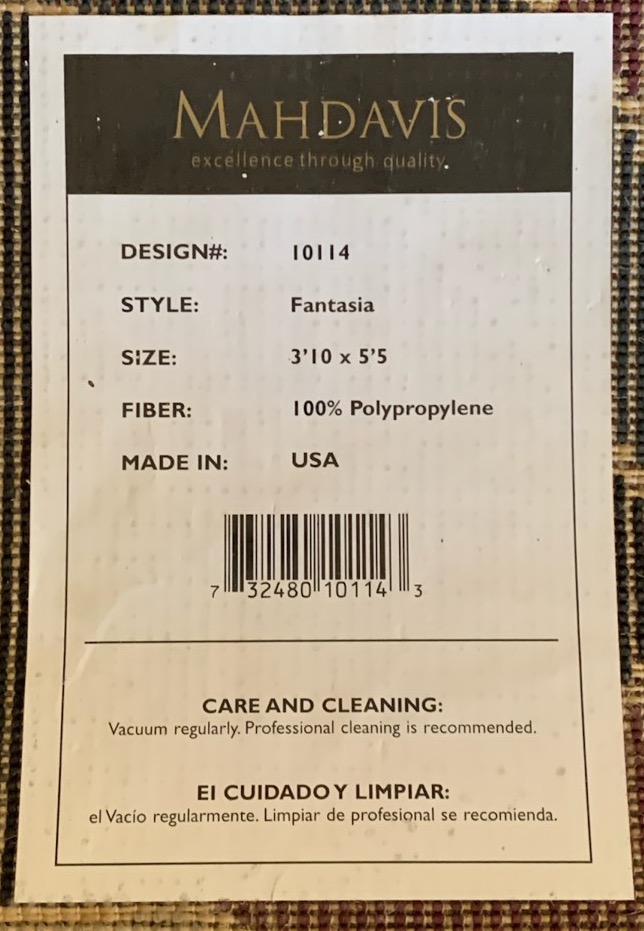 MAHDAVIS
excellence through quality.
DESIGN#: 10114
STYLE: Fantasia
SIZE: 3'10 x 5'5
FIBER: 100% Polypropylene
MADE IN: USA
7 32480 10114 3
CARE AND CLEANING:
Vacuum regularly. Professional cleaning is recommended.
El CUIDADO Y LIMPIAR:
el Vacío regularmente. Limpiar de profesional se recomienda.